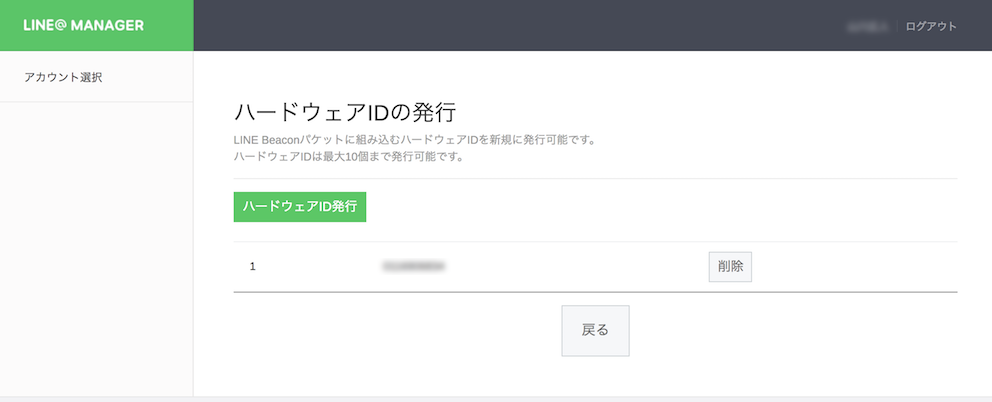 LINE@ MANAGER
ログアウト
アカウント選択
ハードウェアIDの発行
LINE Beaconパケットに組み込むハードウェアIDを新規に発行可能です。
ハードウェアIDは最大10個まで発行可能です。
ハードウェアID発行
1
削除
戻る